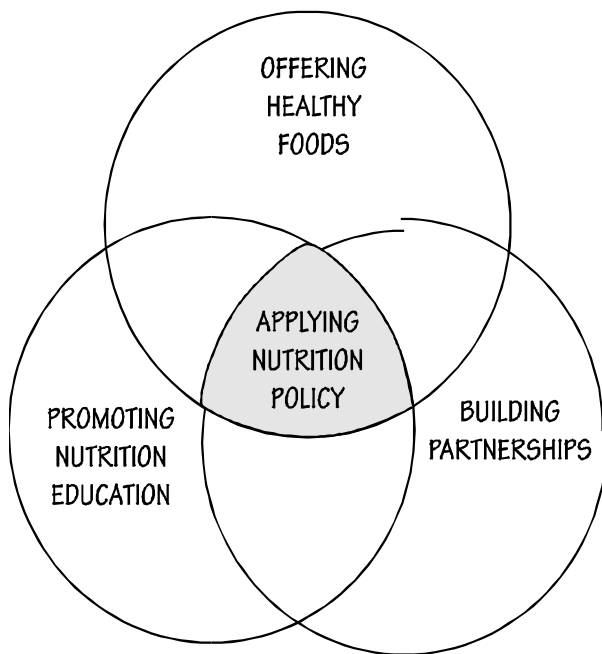 OFFERING
HEALTHY
FOODS
APPLYING
NUTRITION
POLICY
PROMOTING
NUTRITION
EDUCATION
BUILDING
PARTNERSHIPS